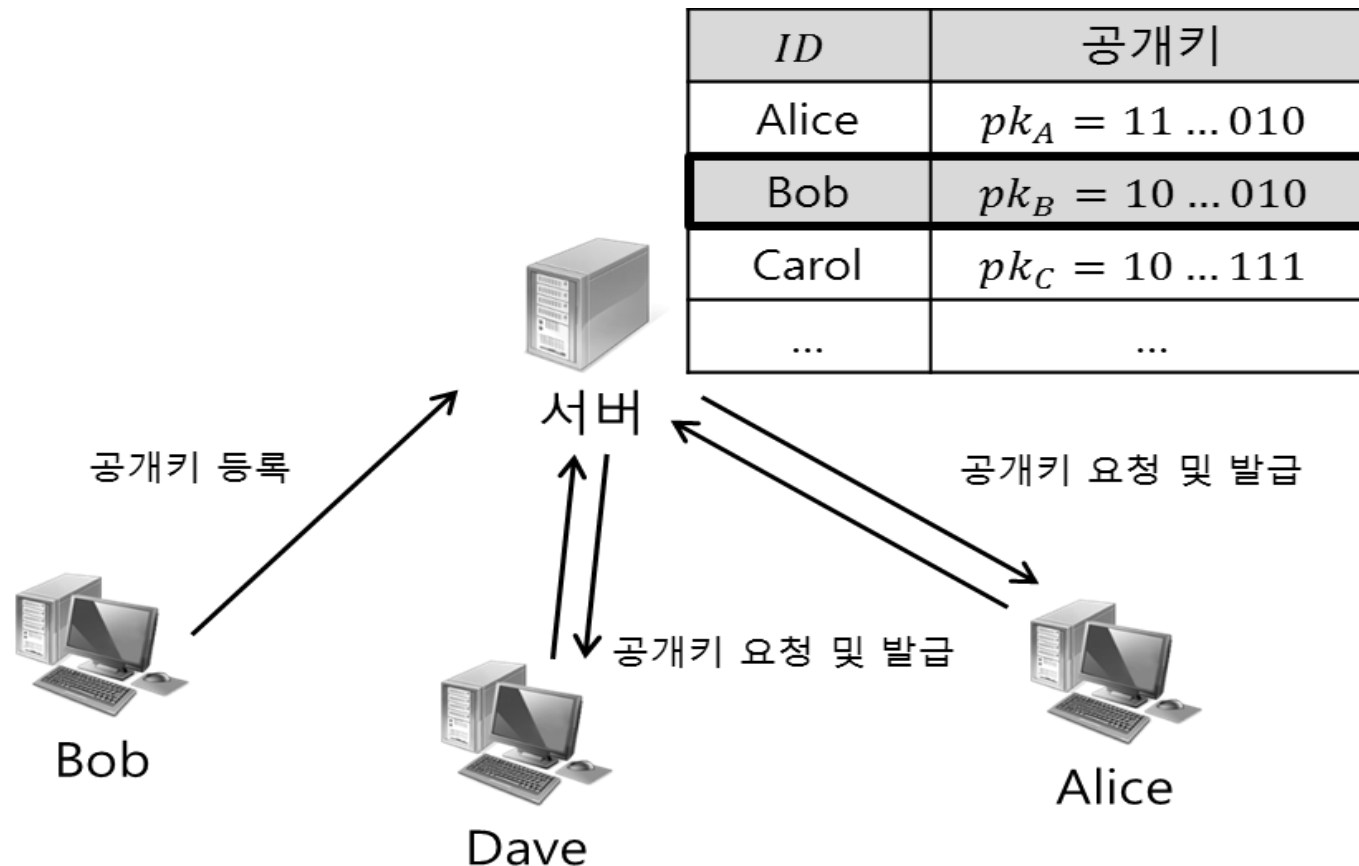 ID 공개키
Alice pk_A = 11 ... 010
Bob pk_B = 10 ... 010
Carol pk_C = 10 ... 111
... ...
서버
공개키 등록
공개키 요청 및 발급
공개키 요청 및 발급
Bob
Alice
Dave